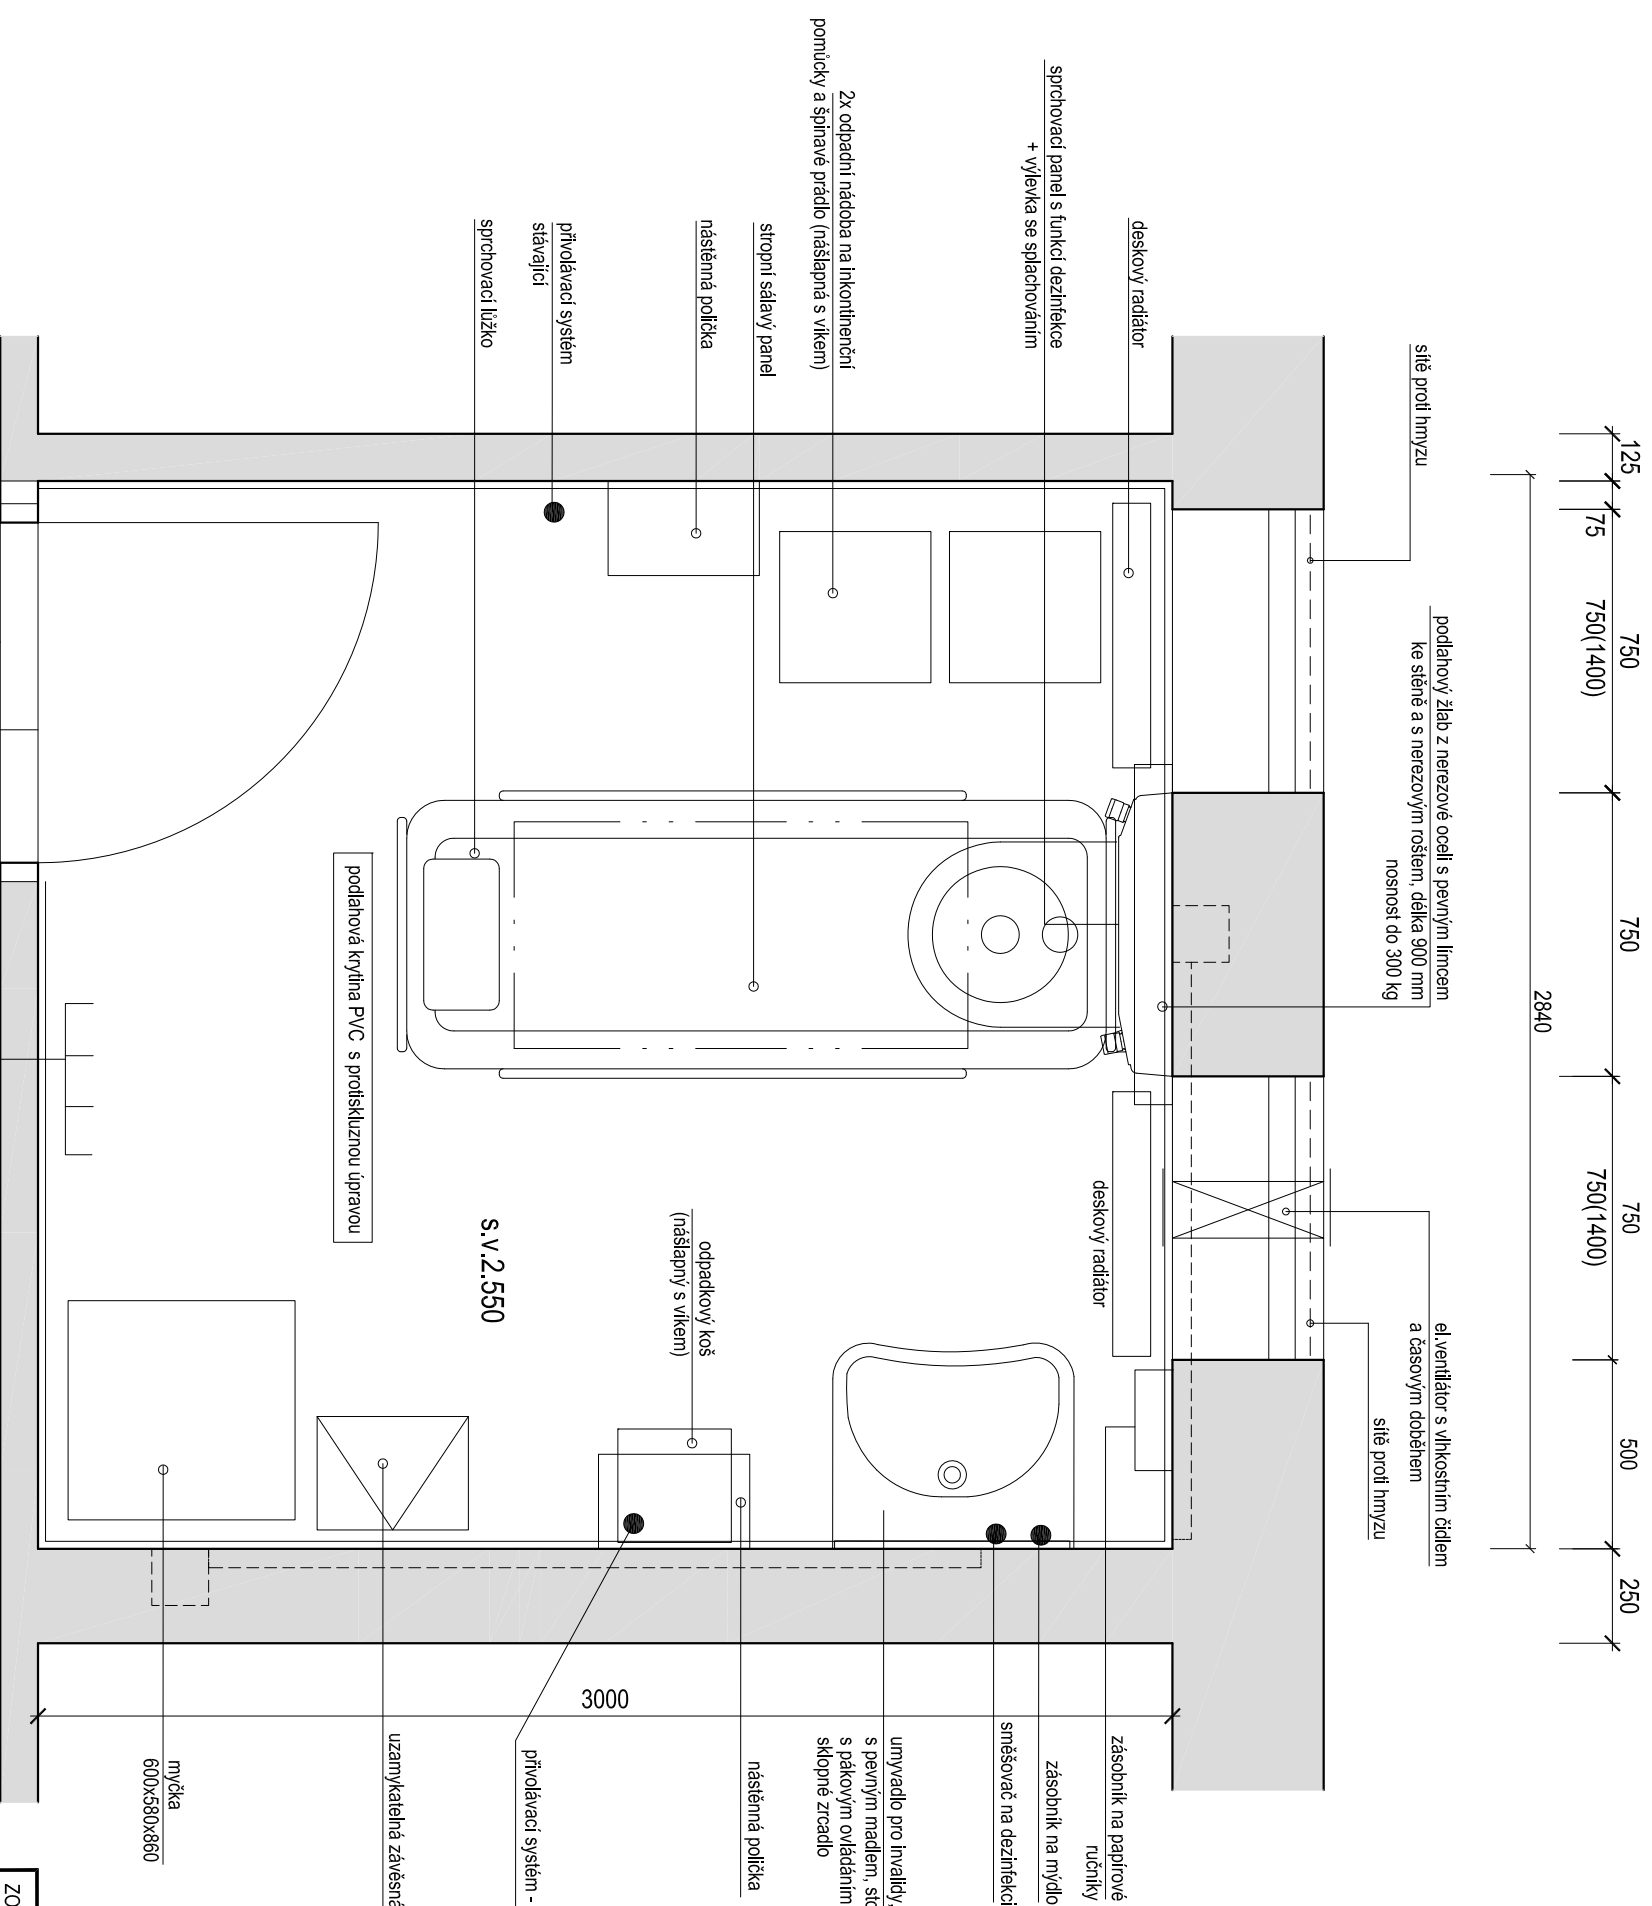 125
75
750
750(1400)
750
750
750(1400)
500
250
2840
sítě proti hmyzu
podlahový žlab z nerezové oceli s pevným límcem
ke stěně a s nerezovým roštem, délka 900 mm
nosnost do 300 kg
el.ventilátor s vlhkostním čidlem
a časovým doběhem
sítě proti hmyzu
deskový radiátor
sprchovací panel s funkcí dezinfekce
+ výlevka se splachováním
2x odpadní nádoba na inkontinenční
pomůcky a špinavé prádlo (nášlapná s víkem)
stropní sálavý panel
nástěnná polička
přivolávací systém
stávající
sprchovací lůžko
deskový radiátor
odpadkový koš
(nášlapný s víkem)
s.v.2.550
podlahová krytina PVC s protiskluznou úpravou
3000
zásobník na papírové
ručníky
zásobník na mýdlo
směšovač na dezinfekci
umyvadlo pro invalidy,
s pevným madlem, sto
s pákovým ovládáním
sklopné zrcadlo
nástěnná polička
přivolávací systém -
uzamykatelná závěsná
myčka
600x580x860
ZO